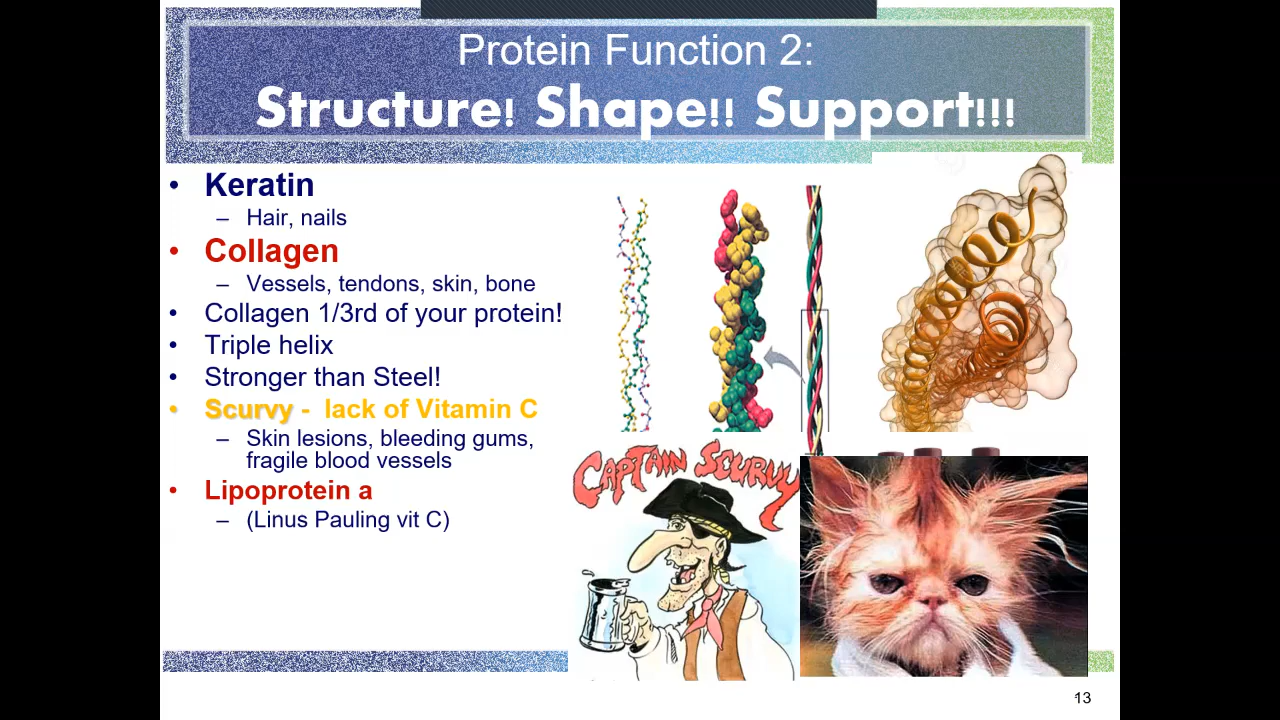 Protein Function 2:
Structure! Shape!! Support!!!
• Keratin
– Hair, nails
• Collagen
– Vessels, tendons, skin, bone
• Collagen 1/3rd of your protein!
• Triple helix
• Stronger than Steel!
• Scurvy - lack of Vitamin C
– Skin lesions, bleeding gums,
fragile blood vessels
• Lipoprotein a
– (Linus Pauling vit C)
CAPTAIN SCURVY
13